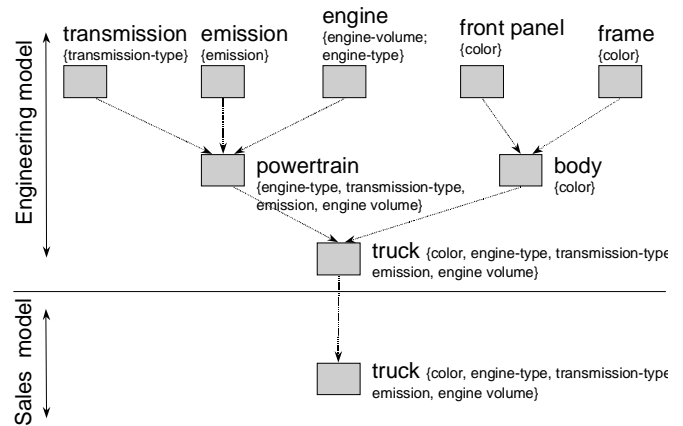 transmission
{transmission-type}
emission
{emission}
engine
{engine-volume;
engine-type}
front panel
{color}
frame
{color}
Engineering model
powertrain
{engine-type, transmission-type,
emission, engine volume}
body
{color}
truck {color, engine-type, transmission-type
emission, engine volume}
Sales model
truck {color, engine-type, transmission-type
emission, engine volume}